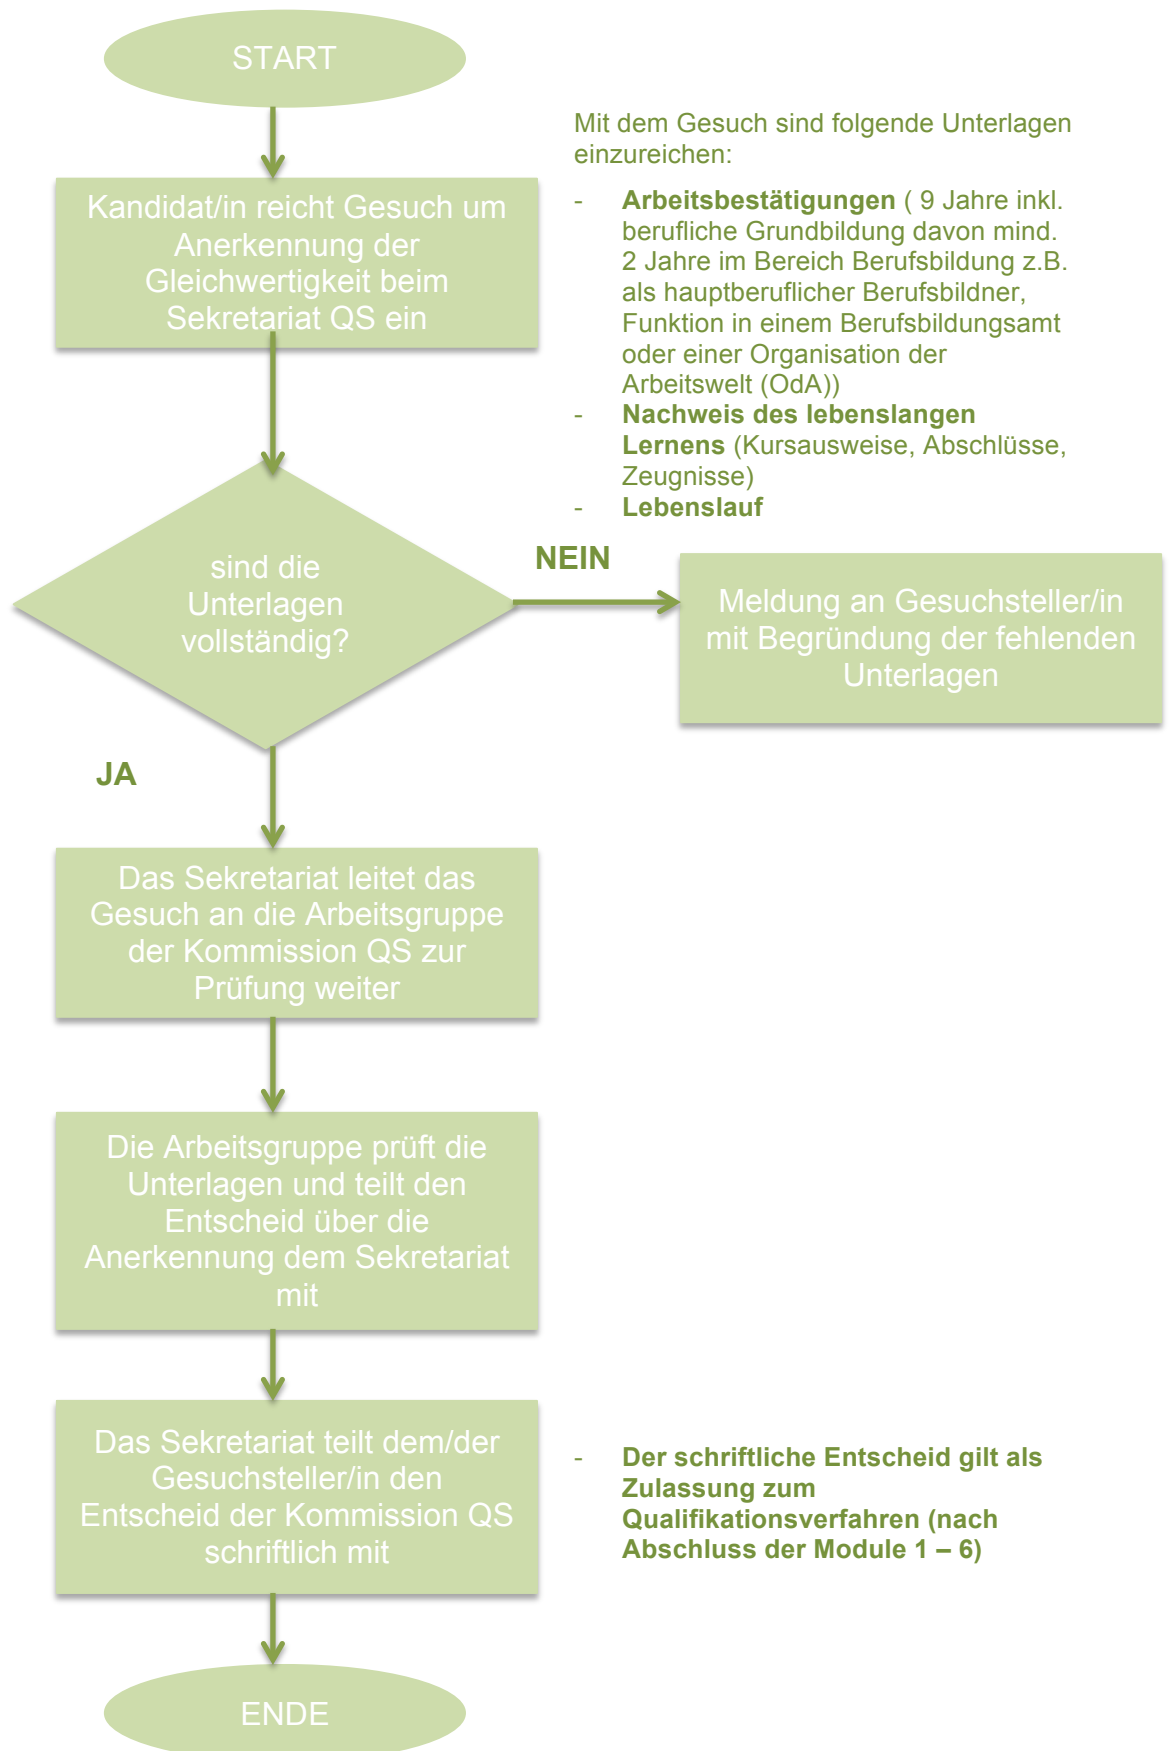 START
Mit dem Gesuch sind folgende Unterlagen
einzureichen:
Kandidat/in reicht Gesuch um
Anerkennung der
Gleichwertigkeit beim
Sekretariat QS ein
- Arbeitsbestätigungen ( 9 Jahre inkl.
berufliche Grundbildung davon mind.
2 Jahre im Bereich Berufsbildung z.B.
als hauptberuflicher Berufsbildner,
Funktion in einem Berufsbildungsamt
oder einer Organisation der
Arbeitswelt (OdA))
- Nachweis des lebenslangen
Lernens (Kursausweise, Abschlüsse,
Zeugnisse)
- Lebenslauf
sind die
Unterlagen
vollständig?
NEIN
Meldung an Gesuchsteller/in
mit Begründung der fehlenden
Unterlagen
JA
Das Sekretariat leitet das
Gesuch an die Arbeitsgruppe
der Kommission QS zur
Prüfung weiter
Die Arbeitsgruppe prüft die
Unterlagen und teilt den
Entscheid über die
Anerkennung dem Sekretariat
mit
Das Sekretariat teilt dem/der
Gesuchsteller/in den
Entscheid der Kommission QS
schriftlich mit
- Der schriftliche Entscheid gilt als
Zulassung zum
Qualifikationsverfahren (nach
Abschluss der Module 1 – 6)
ENDE